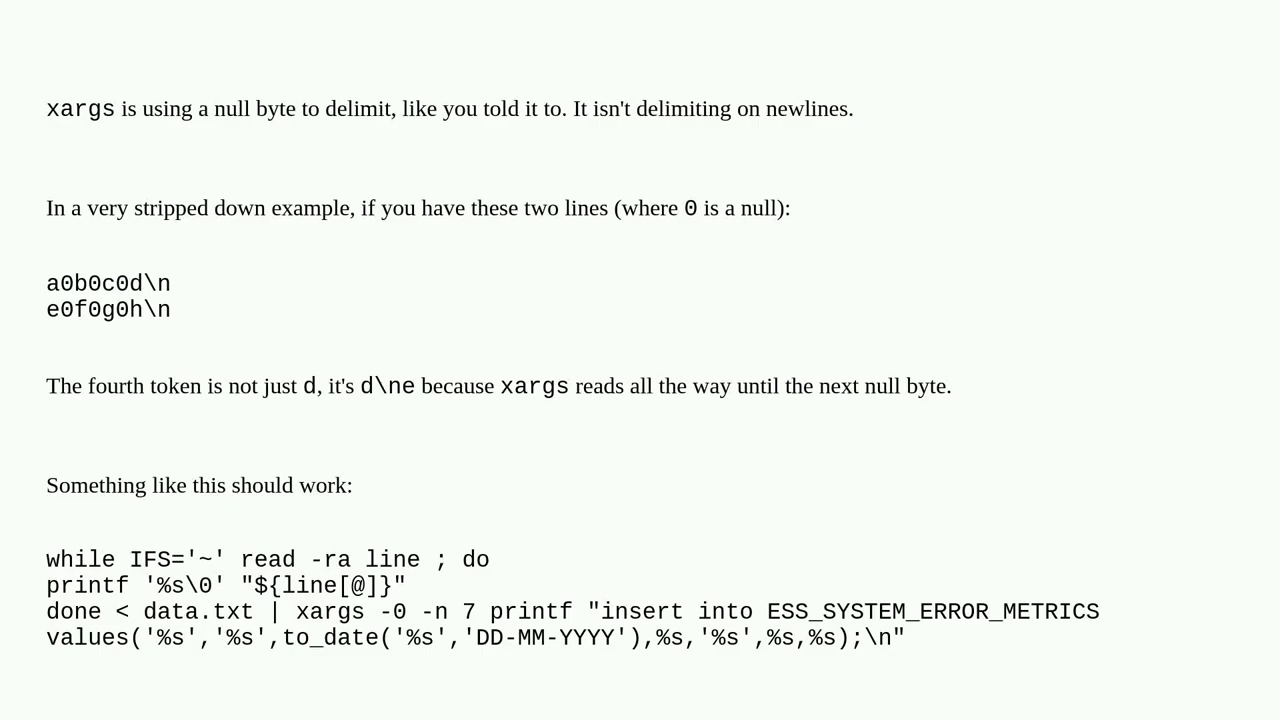 xargs is using a null byte to delimit, like you told it to. It isn't delimiting on newlines.
In a very stripped down example, if you have these two lines (where 0 is a null):
a0b0c0d\n
e0f0g0h\n
The fourth token is not just d, it's d\ne because xargs reads all the way until the next null byte.
Something like this should work:
while IFS='~' read -ra line ; do
printf '%s\0' "${line[@]}"
done < data.txt | xargs -0 -n 7 printf "insert into ESS_SYSTEM_ERROR_METRICS
values('%s','%s',to_date('%s','DD-MM-YYYY'),%s,'%s',%s,%s);\n"